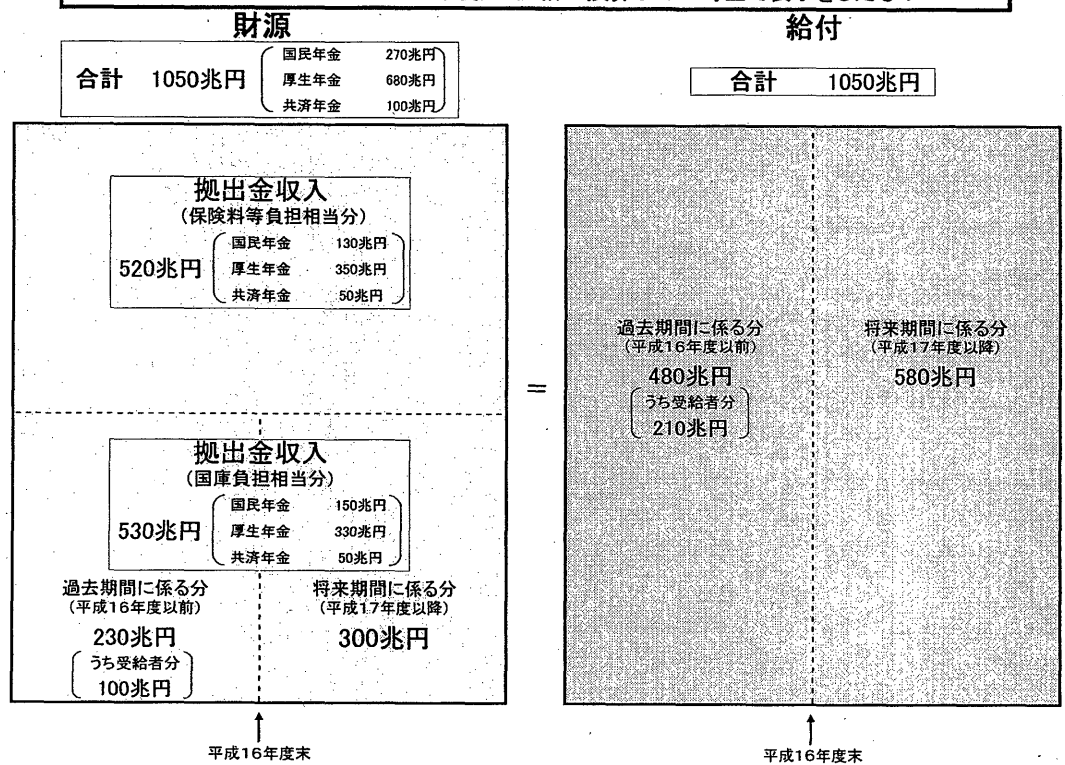 財源
合計 1050兆円
国民年金 270兆円
厚生年金 680兆円
共済年金 100兆円
拠出金収入
(保険料等負担相当分)
520兆円
国民年金 130兆円
厚生年金 350兆円
共済年金 50兆円
拠出金収入
(国庫負担相当分)
530兆円
国民年金 150兆円
厚生年金 330兆円
共済年金 50兆円
過去期間に係る分
(平成16年度以前)
230兆円
うち受給者分
100兆円
将来期間に係る分
(平成17年度以降)
300兆円
平成16年度末
=
給付
合計 1050兆円
過去期間に係る分
(平成16年度以前)
480兆円
うち受給者分
210兆円
将来期間に係る分
(平成17年度以降)
580兆円
平成16年度末